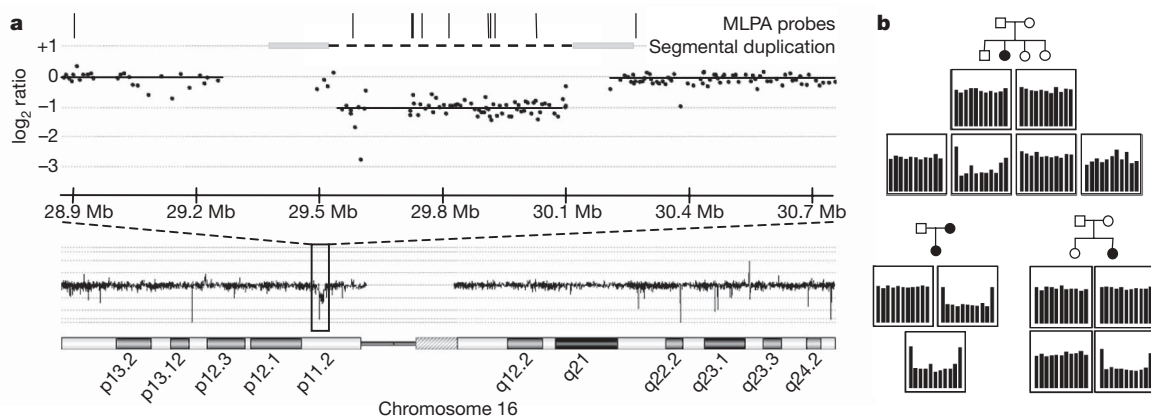 a
b
MLPA probes
Segmental duplication
+1
0
−1
−2
−3
log2 ratio
28.9 Mb 29.2 Mb 29.5 Mb 29.8 Mb 30.1 Mb 30.4 Mb 30.7 Mb
p13.2 p13.12 p12.3 p12.1 p11.2 q12.2 q21 q22.2 q23.1 q23.3 q24.2
Chromosome 16